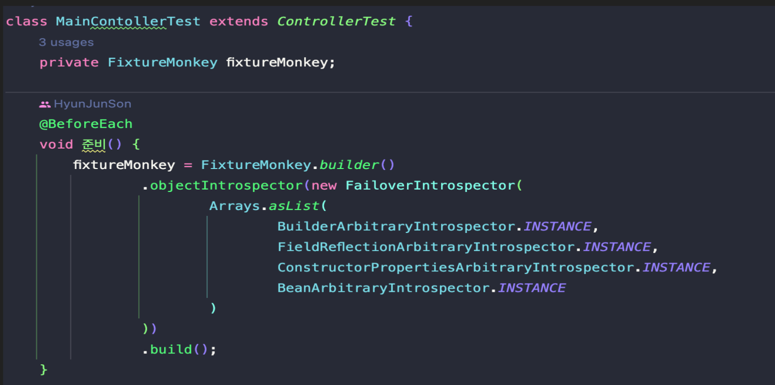 class MainContollerTest extends ControllerTest {
3 usages
private FixtureMonkey fixtureMonkey;
HyunJunSon
@BeforeEach
void 준비() {
fixtureMonkey = FixtureMonkey.builder()
.objectIntrospector(new FailoverIntrospector(
Arrays.asList(
BuilderArbitraryIntrospector.INSTANCE,
FieldReflectionArbitraryIntrospector.INSTANCE,
ConstructorPropertiesArbitraryIntrospector.INSTANCE,
BeanArbitraryIntrospector.INSTANCE
)
))
.build();
}